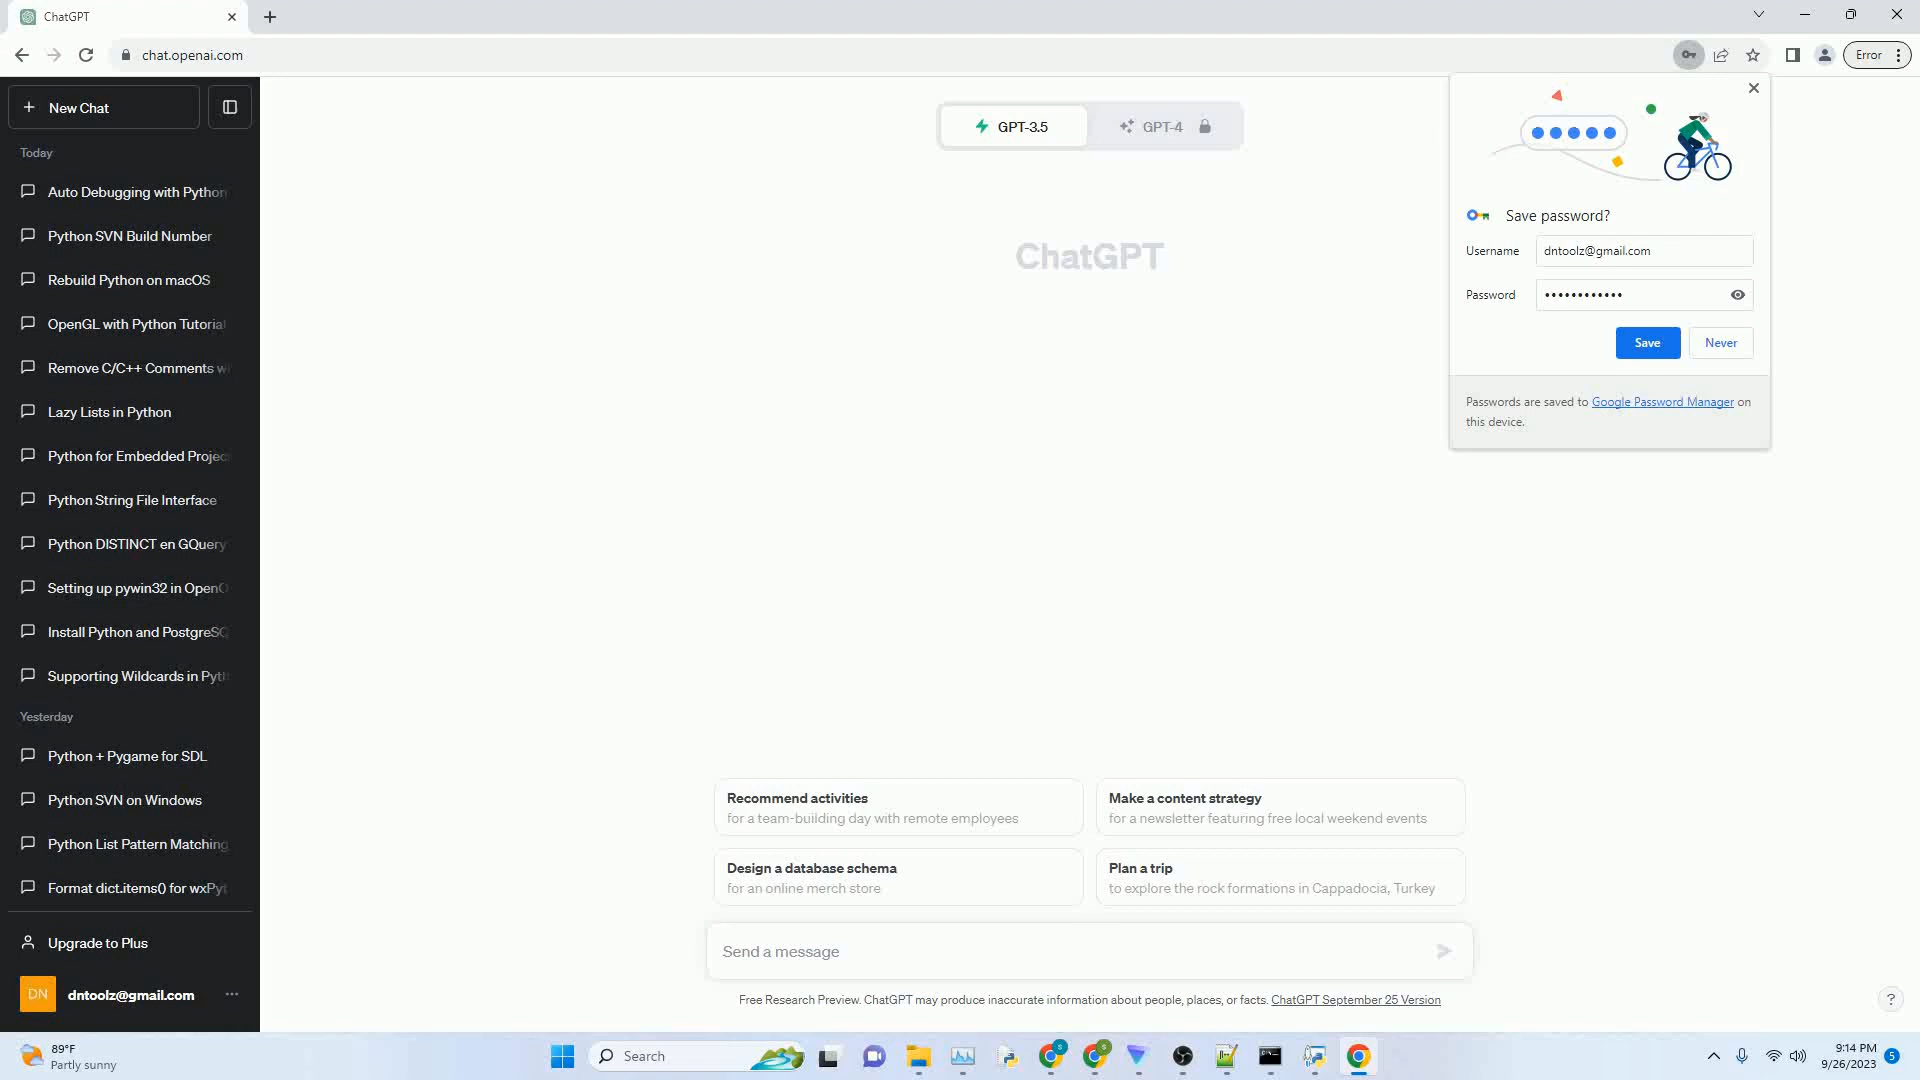 ChatGPT
chat.openai.com
Error
New Chat
Today
Auto Debugging with Python
Python SVN Build Number
Rebuild Python on macOS
OpenGL with Python Tutorial
Remove C/C++ Comments w
Lazy Lists in Python
Python for Embedded Projec
Python String File Interface
Python DISTINCT en GQuery
Setting up pywin32 in Open
Install Python and PostgreS
Supporting Wildcards in Pyt
Yesterday
Python + Pygame for SDL
Python SVN on Windows
Python List Pattern Matching
Format dict.items() for wxPyt
Upgrade to Plus
DN
dntoolz@gmail.com
GPT-3.5
GPT-4
ChatGPT
Save password?
Username
dntoolz@gmail.com
Password
Save
Never
Passwords are saved to Google Password Manager on
this device.
Recommend activities
for a team-building day with remote employees
Make a content strategy
for a newsletter featuring free local weekend events
Design a database schema
for an online merch store
Plan a trip
to explore the rock formations in Cappadocia, Turkey
Send a message
Free Research Preview. ChatGPT may produce inaccurate information about people, places, or facts. ChatGPT September 25 Version
?
89°F
Partly sunny
Search
9:14 PM
9/26/2023
5